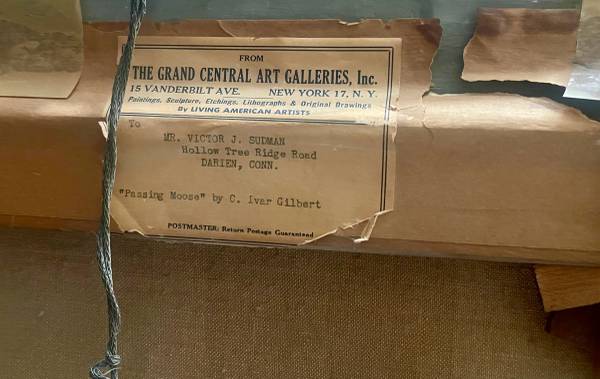 FROM
THE GRAND CENTRAL ART GALLERIES, Inc.
15 VANDERBILT AVE. NEW YORK 17, N. Y.
Paintings, Sculpture, Etchings, Lithographs & Original Drawings
By LIVING AMERICAN ARTISTS
To
MR. VICTOR J. SUDMAN
Hollow Tree Ridge Road
DARIEN, CONN.
"Passing Moose" by C. Ivar Gilbert
POSTMASTER: Return Postage Guaranteed